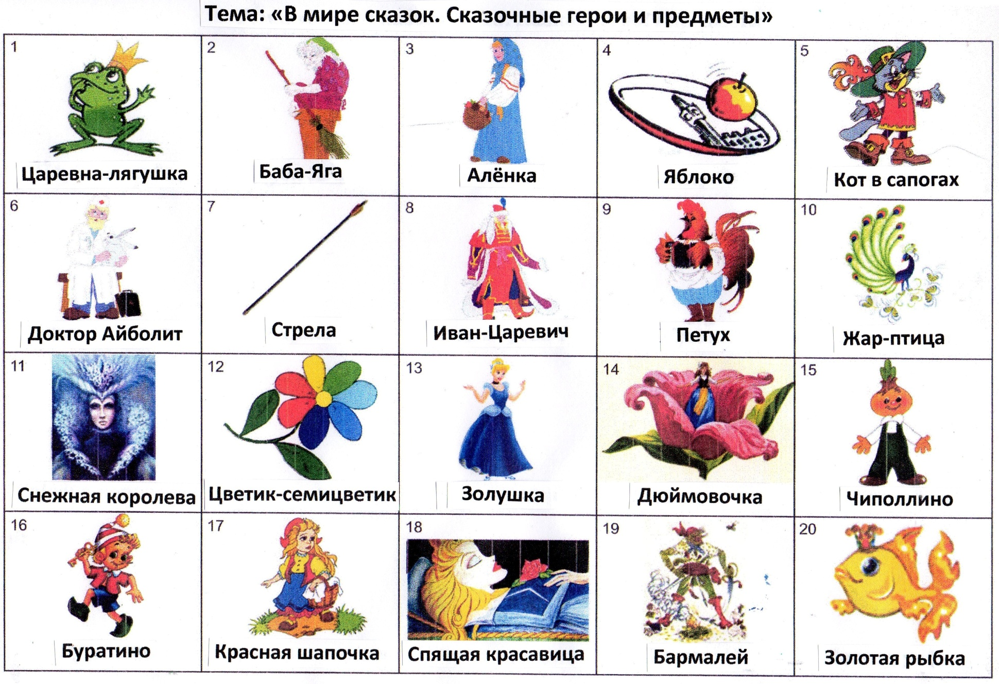 Тема: «В мире сказок. Сказочные герои и предметы»
1
Царевна-лягушка
2
Баба-Яга
3
Алёнка
4
Яблоко
5
Кот в сапогах
6
Доктор Айболит
7
Стрела
8
Иван-Царевич
9
Петух
10
Жар-птица
11
Снежная королева
12
Цветик-семицветик
13
Золушка
14
Дюймовочка
15
Чиполлино
16
Буратино
17
Красная шапочка
18
Спящая красавица
19
Бармалей
20
Золотая рыбка